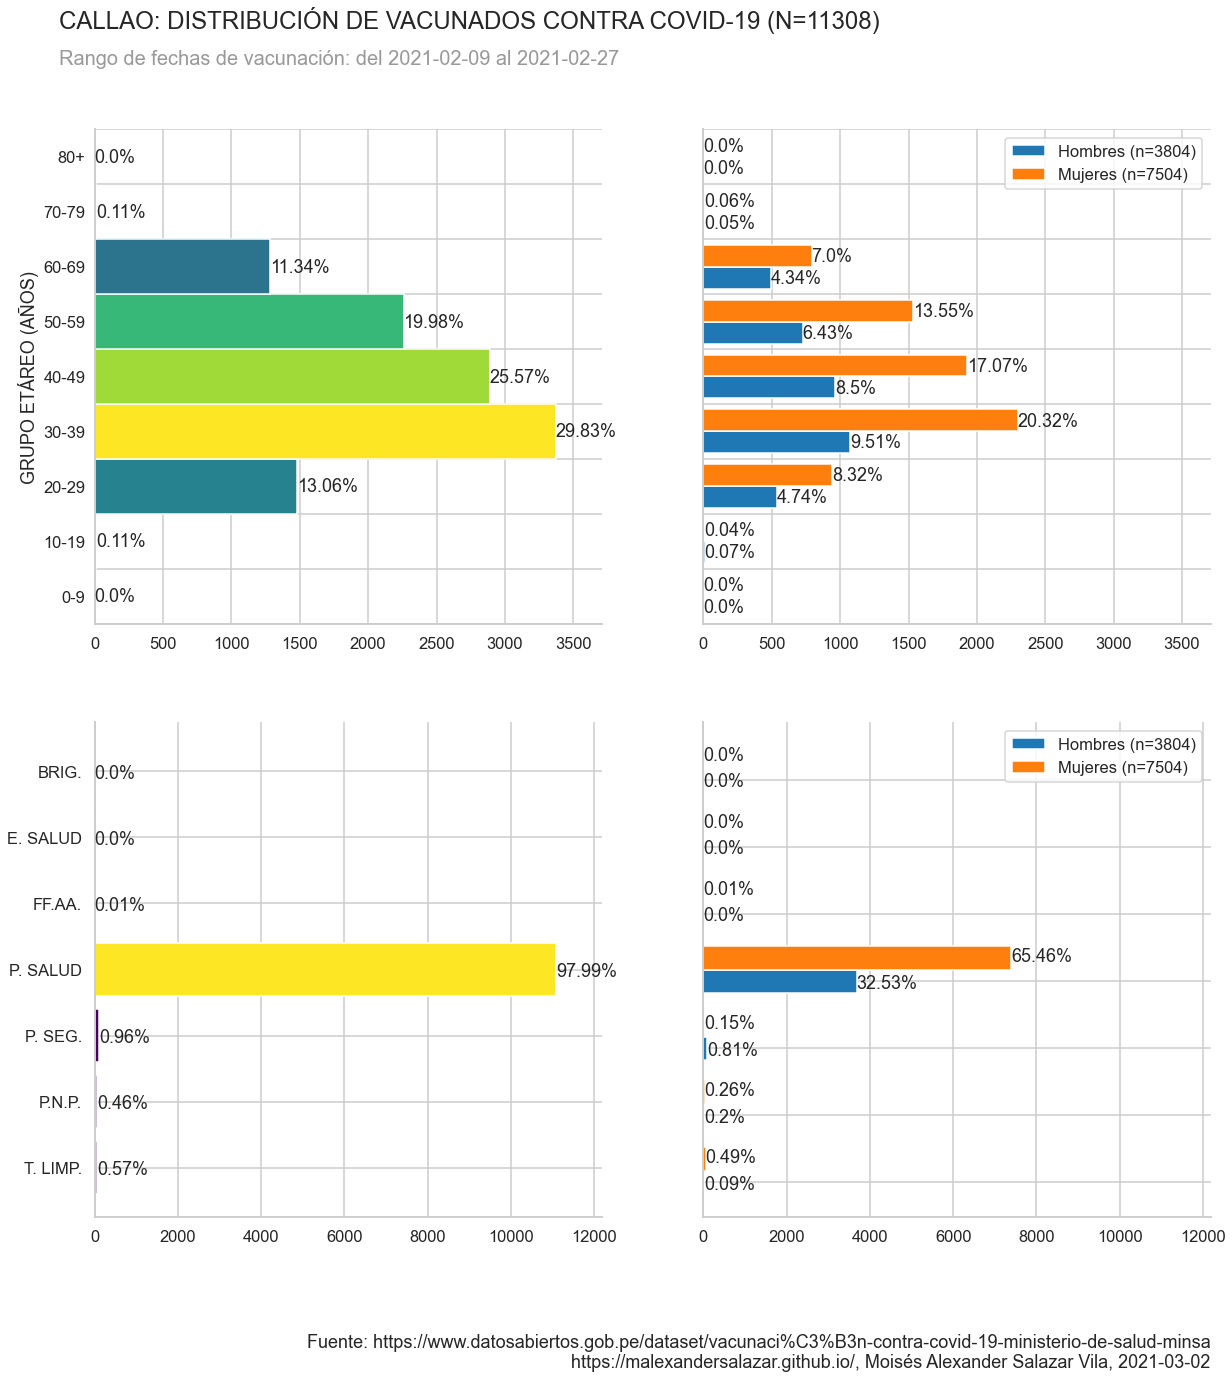 CALLAO: DISTRIBUCIÓN DE VACUNADOS CONTRA COVID-19 (N=11308)
Rango de fechas de vacunación: del 2021-02-09 al 2021-02-27
GRUPO ETÁREO (AÑOS)
80+ 0.0%
70-79 0.11%
60-69 11.34%
50-59 19.98%
40-49 25.57%
30-39 29.83%
20-29 13.06%
10-19 0.11%
0-9 0.0%
0 500 1000 1500 2000 2500 3000 3500
Hombres (n=3804)
Mujeres (n=7504)
0.0%
0.0%
0.06%
0.05%
7.0%
4.34%
13.55%
6.43%
17.07%
8.5%
20.32%
9.51%
8.32%
4.74%
0.04%
0.07%
0.0%
0.0%
0 500 1000 1500 2000 2500 3000 3500
BRIG. 0.0%
E. SALUD 0.0%
FF.AA. 0.01%
P. SALUD 97.99%
P. SEG. 0.96%
P.N.P. 0.46%
T. LIMP. 0.57%
0 2000 4000 6000 8000 10000 12000
Hombres (n=3804)
Mujeres (n=7504)
0.0%
0.0%
0.0%
0.0%
0.01%
0.0%
65.46%
32.53%
0.15%
0.81%
0.26%
0.2%
0.49%
0.09%
0 2000 4000 6000 8000 10000 12000
Fuente: https://www.datosabiertos.gob.pe/dataset/vacunaci%C3%B3n-contra-covid-19-ministerio-de-salud-minsa
https://malexandersalazar.github.io/, Moisés Alexander Salazar Vila, 2021-03-02